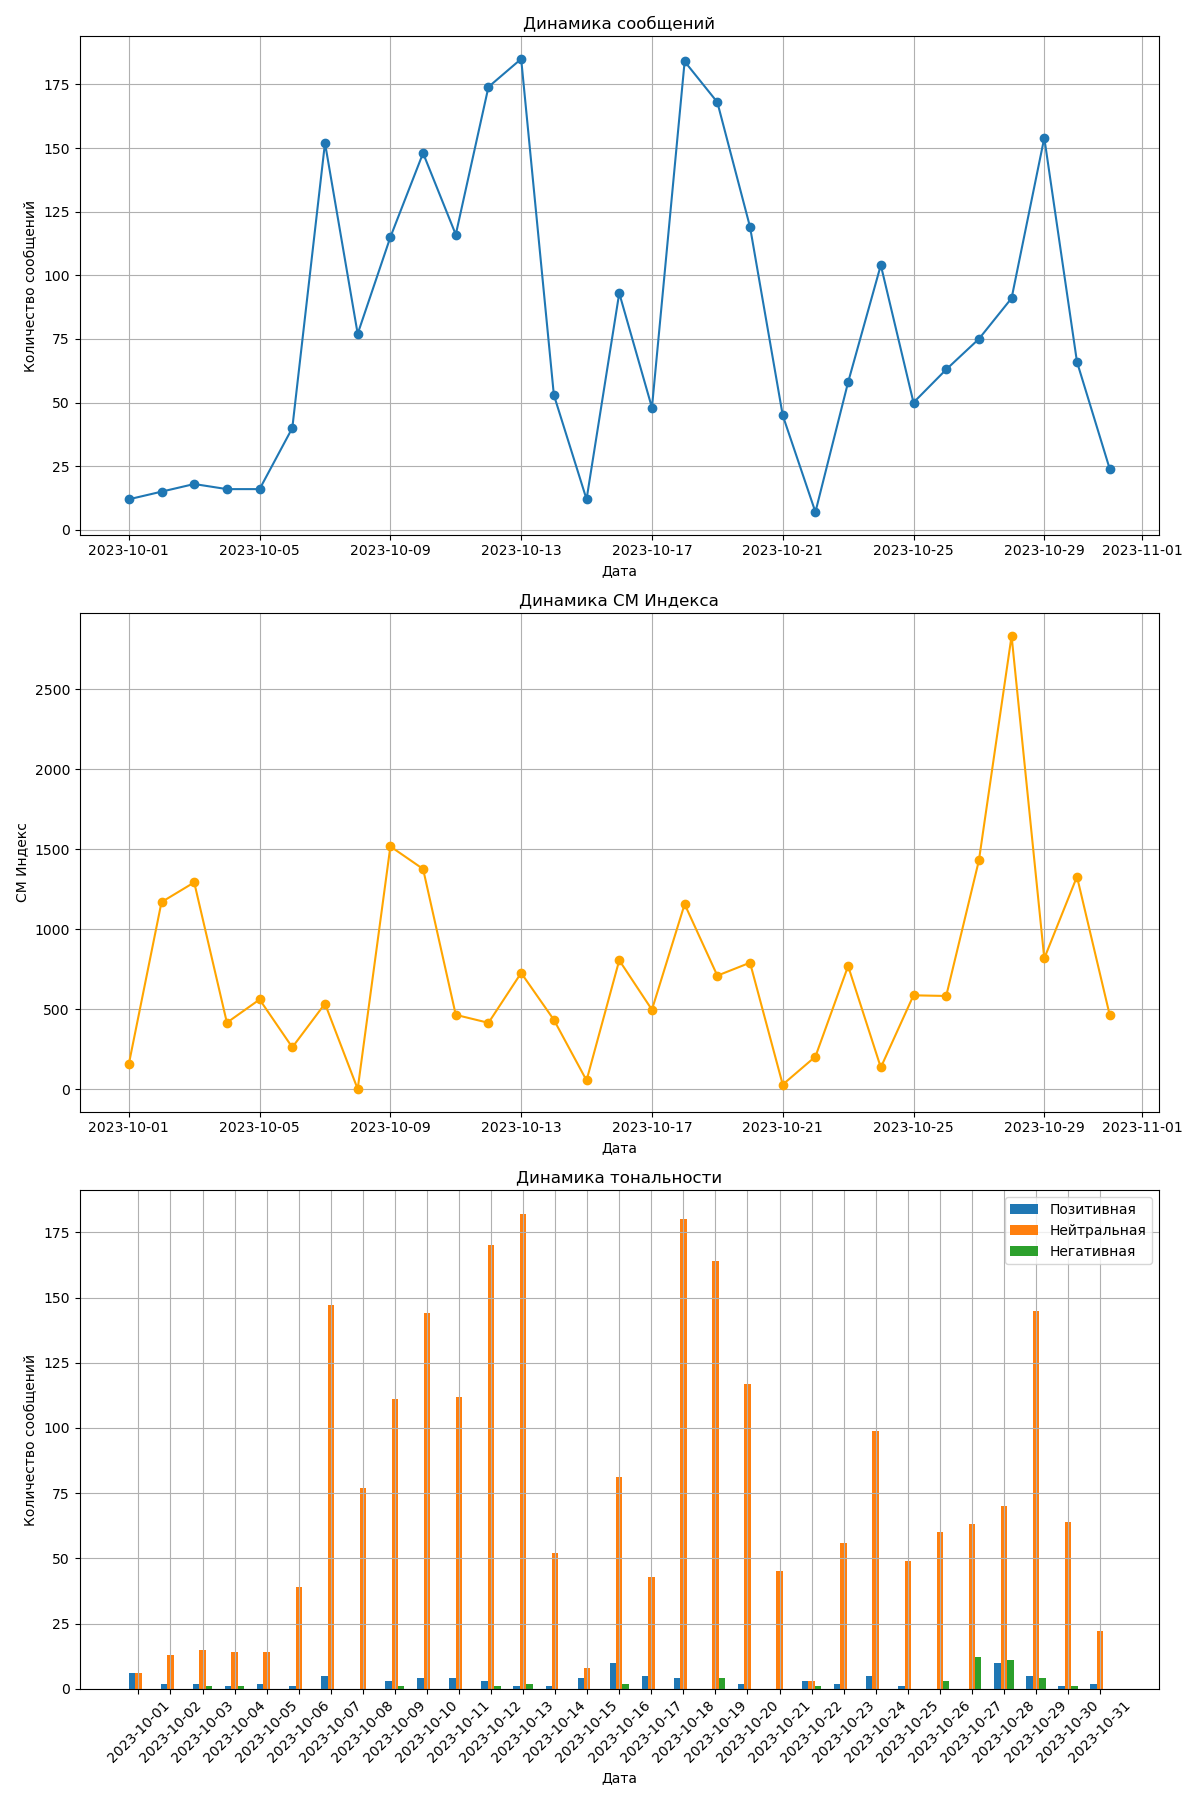 Динамика сообщений
Количество сообщений
175
150
125
100
75
50
25
0
2023-10-01 2023-10-05 2023-10-09 2023-10-13 2023-10-17 2023-10-21 2023-10-25 2023-10-29 2023-11-01
Дата
Динамика СМ Индекса
СМ Индекс
2500
2000
1500
1000
500
0
2023-10-01 2023-10-05 2023-10-09 2023-10-13 2023-10-17 2023-10-21 2023-10-25 2023-10-29 2023-11-01
Дата
Динамика тональности
Количество сообщений
Позитивная
Нейтральная
Негативная
175
150
125
100
75
50
25
0
2023-10-01 2023-10-02 2023-10-03 2023-10-04 2023-10-05 2023-10-06 2023-10-07 2023-10-08 2023-10-09 2023-10-10 2023-10-11 2023-10-12 2023-10-13 2023-10-14 2023-10-15 2023-10-16 2023-10-17 2023-10-18 2023-10-19 2023-10-20 2023-10-21 2023-10-22 2023-10-23 2023-10-24 2023-10-25 2023-10-26 2023-10-27 2023-10-28 2023-10-29 2023-10-30 2023-10-31
Дата